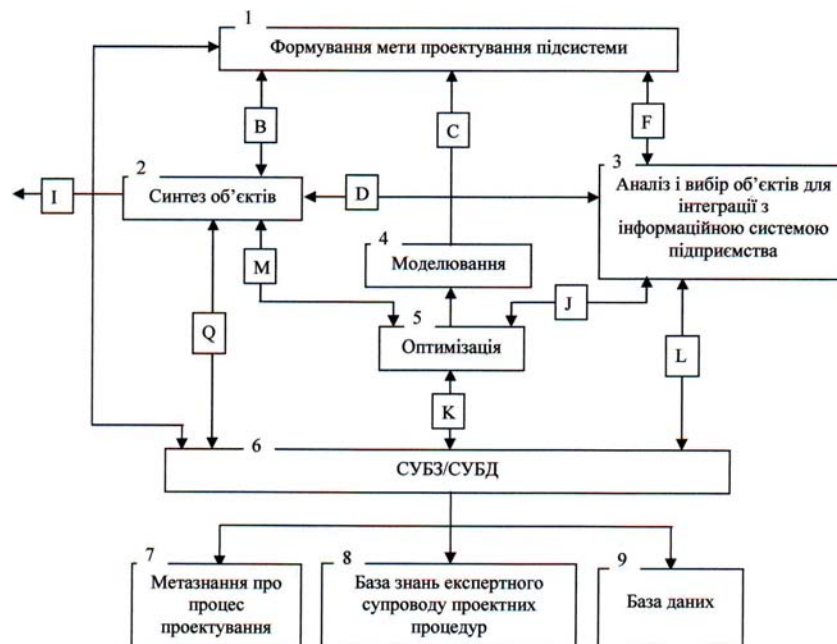 1
Формування мети проектування підсистеми
B
C
F
2
Синтез об’єктів
I
D
3
Аналіз і вибір об’єктів для
інтеграції з
інформаційною системою
підприємства
4
Моделювання
M
J
5
Оптимізація
Q
L
K
6
СУБЗ/СУБД
7
Метазнання про
процес
проектування
8
База знань експертного
супроводу проектних
процедур
9
База даних